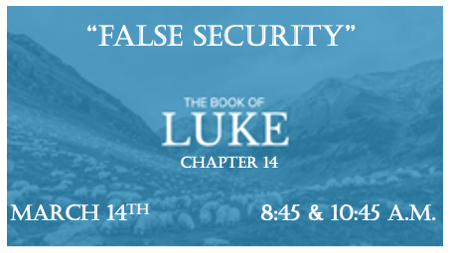 “FALSE SECURITY”
THE BOOK OF
LUKE
CHAPTER 14
MARCH 14TH 8:45 & 10:45 A.M.